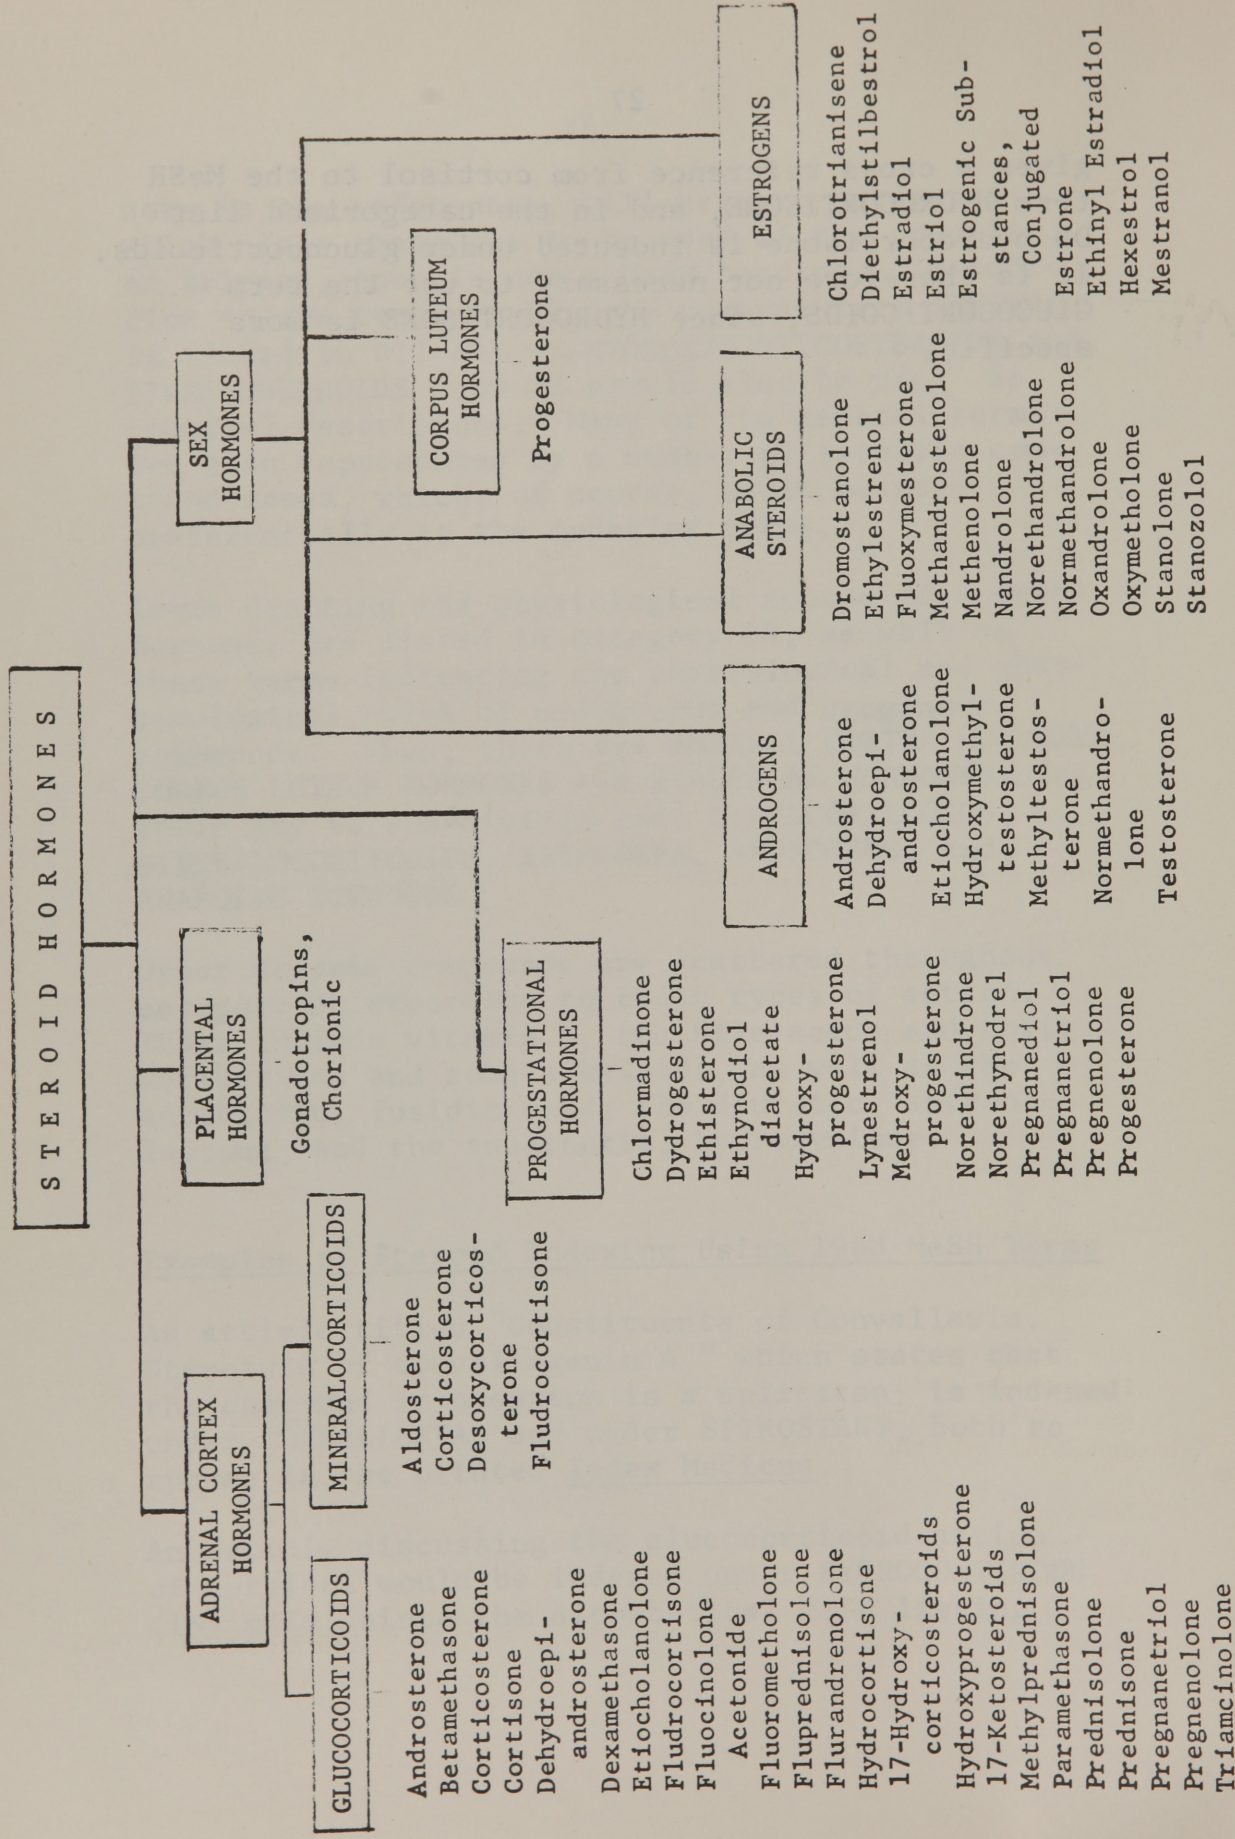 STEROID HORMONES
ADRENAL CORTEX
HORMONES
GLUCOCORTICOIDS
Androsterone
Betamethasone
Corticosterone
Cortisone
Dehydroepi-
androsterone
Dexamethasone
Etiocholanolone
Fludrocortisone
Fluocinolone
Acetonide
Fluorometholone
Fluprednisolone
Flurandrenolone
Hydrocortisone
17-Hydroxy-
corticosteroids
Hydroxyprogesterone
17-Ketosteroids
Methylprednisolone
Paramethasone
Prednisolone
Prednisone
Pregnanetriol
Pregnenolone
Triamcinolone
MINERALOCORTICOIDS
Aldosterone
Corticosterone
Desoxycorticos-
terone
Fludrocortisone
PLACENTAL
HORMONES
Gonadotropins,
Chorionic
PROGESTATIONAL
HORMONES
Chlormadinone
Dydrogesterone
Ethisterone
Ethynodiol
diacetate
Hydroxy-
progesterone
Lynestrenol
Medroxy-
progesterone
Norethindrone
Norethynodrel
Pregnanediol
Pregnanetriol
Pregnenolone
Progesterone
SEX
HORMONES
ANDROGENS
Androsterone
Dehydroepi-
androsterone
Etiocholanolone
Hydroxymethyl-
testosterone
Methyltestos-
terone
Normethandro-
lone
Testosterone
ANABOLIC
STEROIDS
Dromostanolone
Ethylestrenol
Fluoxymesterone
Methandrostenolone
Methenolone
Nandrolone
Norethandrolone
Normethandrolone
Oxandrolone
Oxymetholone
Stanolone
Stanozolol
CORPUS LUTEUM
HORMONES
Progesterone
ESTROGENS
Chlorotrianisene
Diethylstilbestrol
Estradiol
Estriol
Estrogenic Sub-
stances,
Conjugated
Estrone
Ethinyl Estradiol
Hexestrol
Mestranol